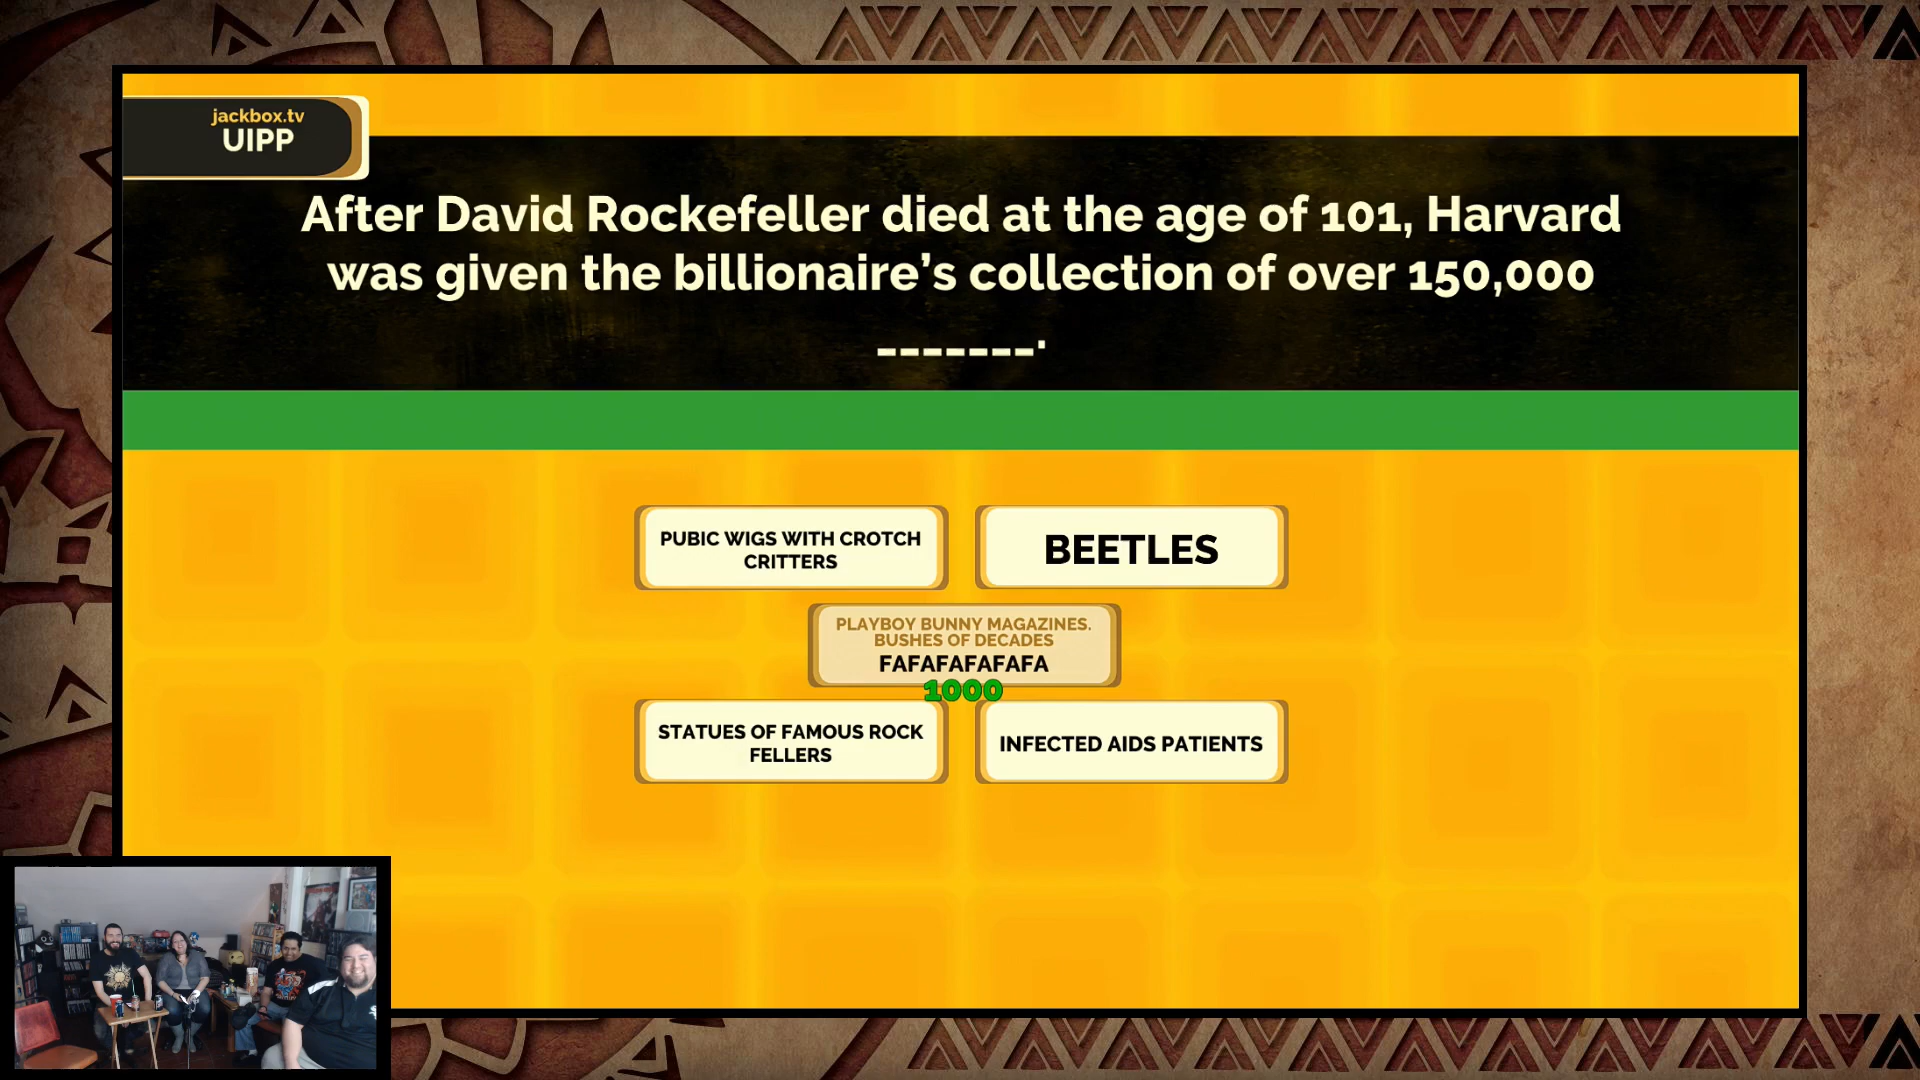 jackbox.tv
UIPP
After David Rockefeller died at the age of 101, Harvard
was given the billionaire's collection of over 150,000
_______.
PUBIC WIGS WITH CROTCH
CRITTERS
BEETLES
PLAYBOY BUNNY MAGAZINES.
BUSHES OF DECADES
FAFAFAFAFAFA
1000
STATUES OF FAMOUS ROCK
FELLERS
INFECTED AIDS PATIENTS